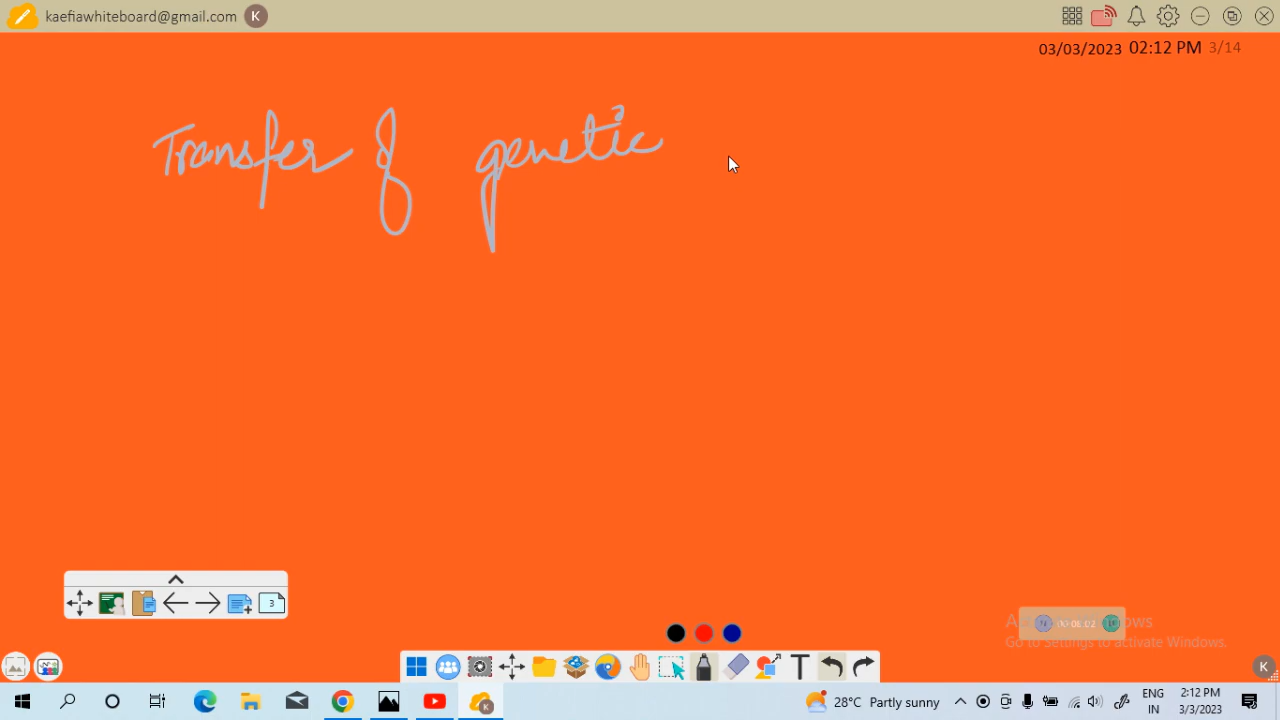 kaefiawhiteboard@gmail.com K
03/03/2023 02:12 PM 3/14
Transfer of genetic
3
Go to Settings to activate Windows.
T
K
28°C Partly sunny
ENG
IN
2:12 PM
3/3/2023